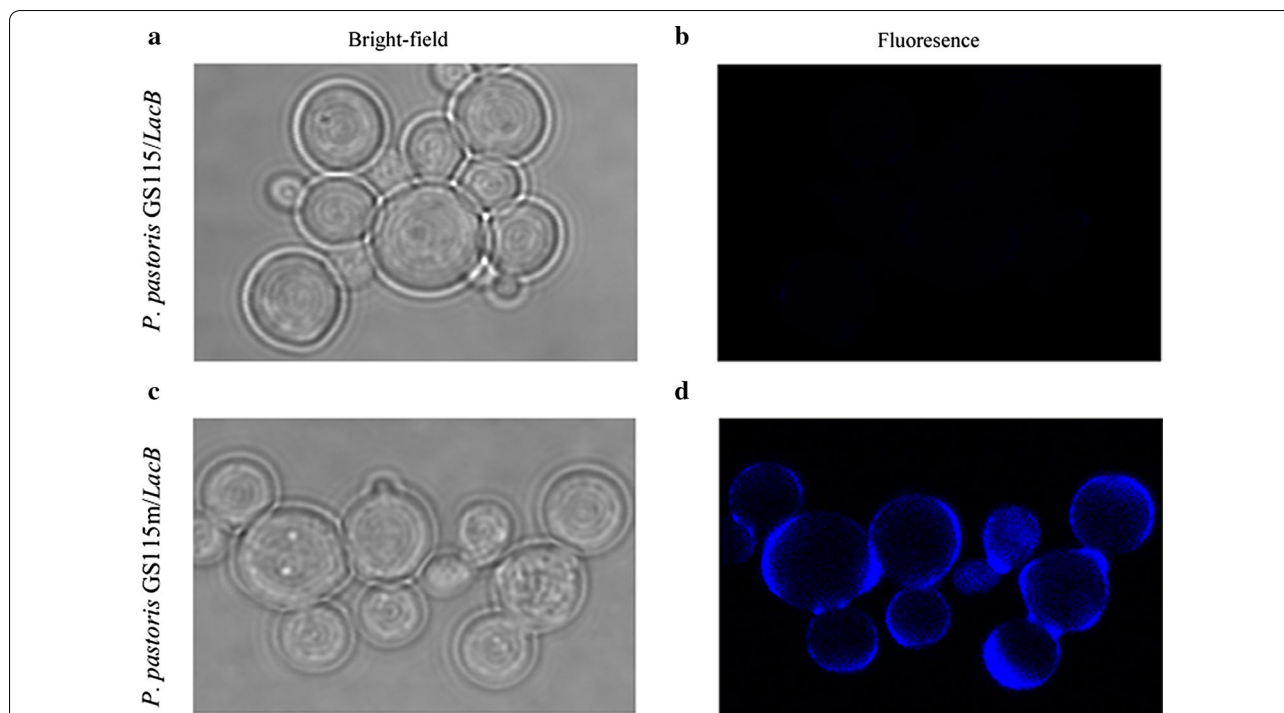 a
Bright-field
b
Fluoresence
P. pastoris GS115/LacB
c
d
P. pastoris GS115m/LacB